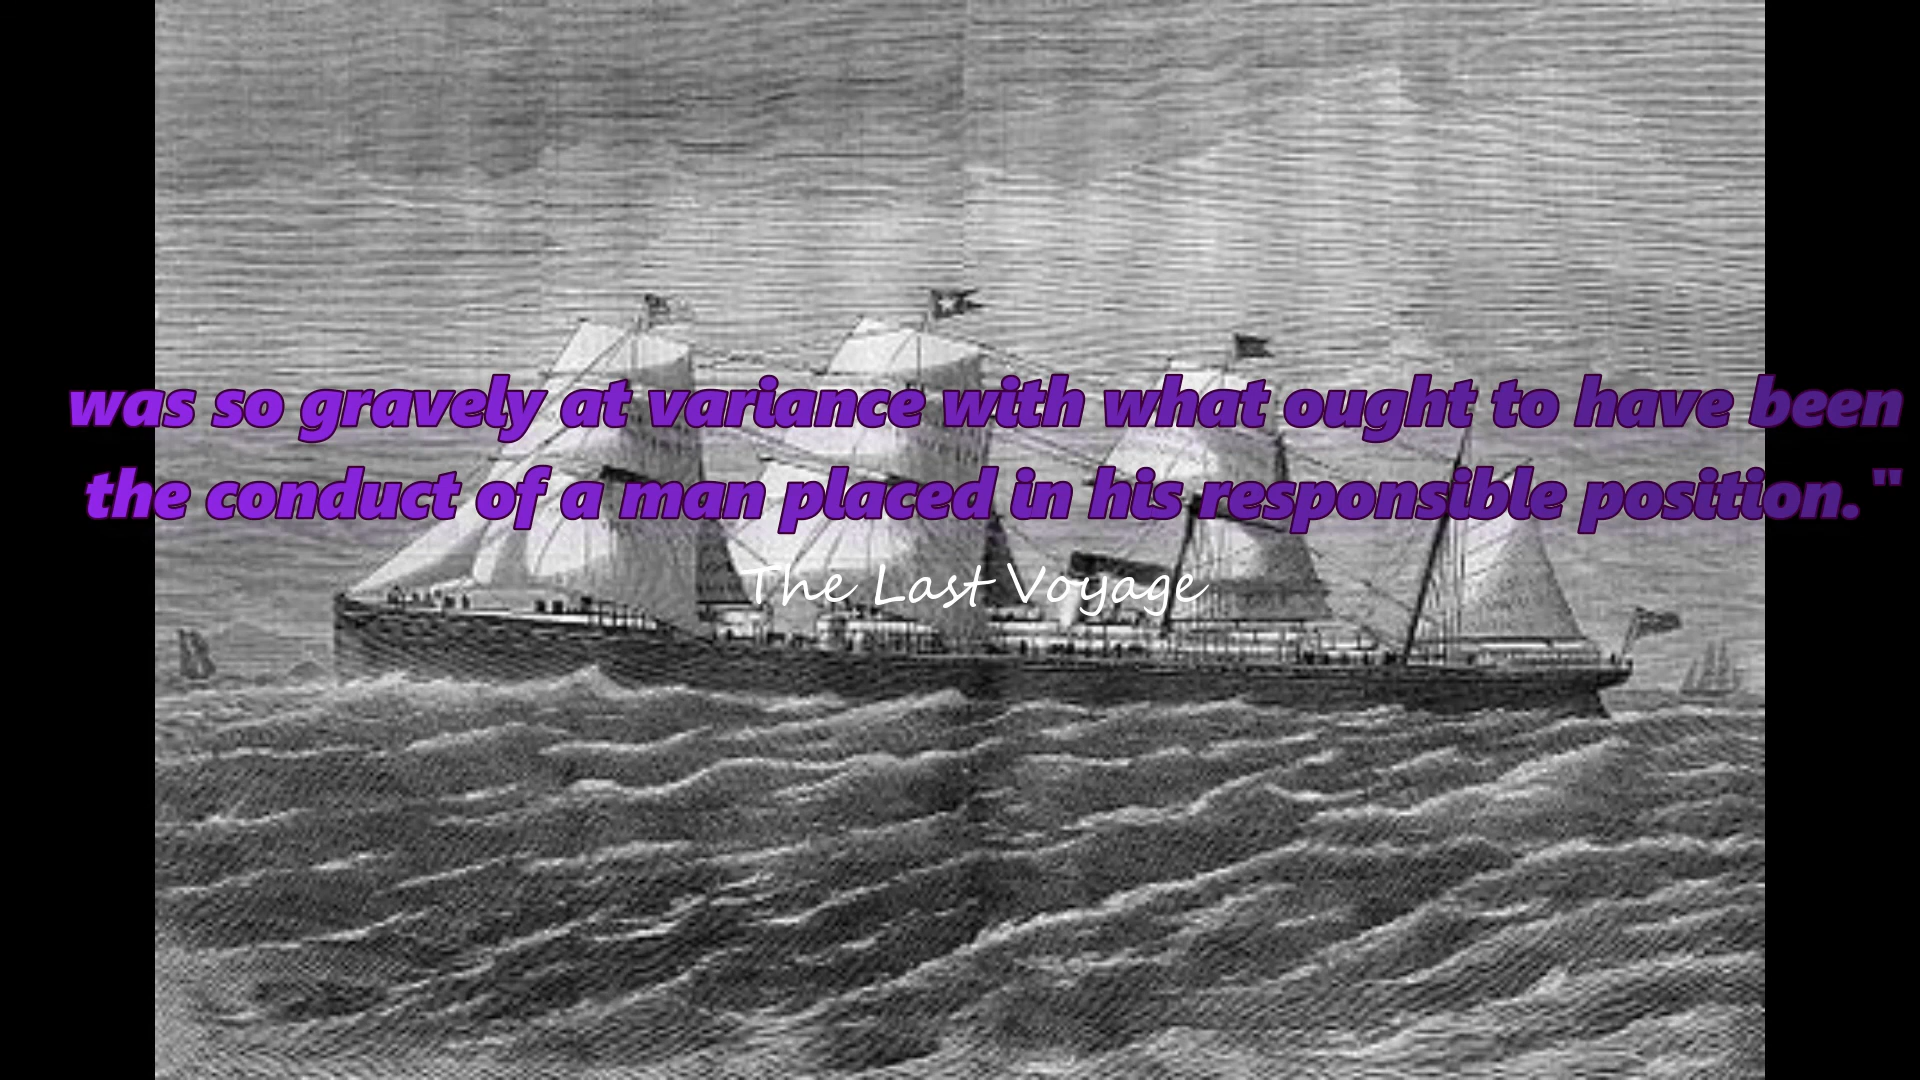 was so gravely at variance with what ought to have been
the conduct of a man placed in his responsible position."
The Last Voyage